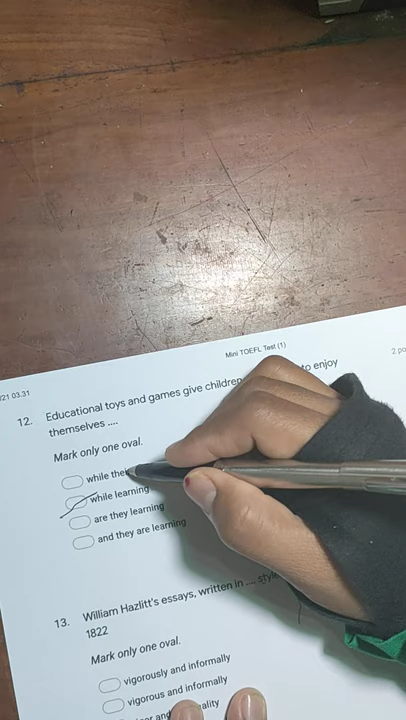 21 03.31
Mini TOEFL Test (1)
2 po
12. Educational toys and games give children to enjoy
themselves ....
Mark only one oval.
while their
while learning
are they learning
and they are learning
13. William Hazlitt's essays, written in .... style
1822
Mark only one oval.
vigorously and informally
vigorous and informally
and ality